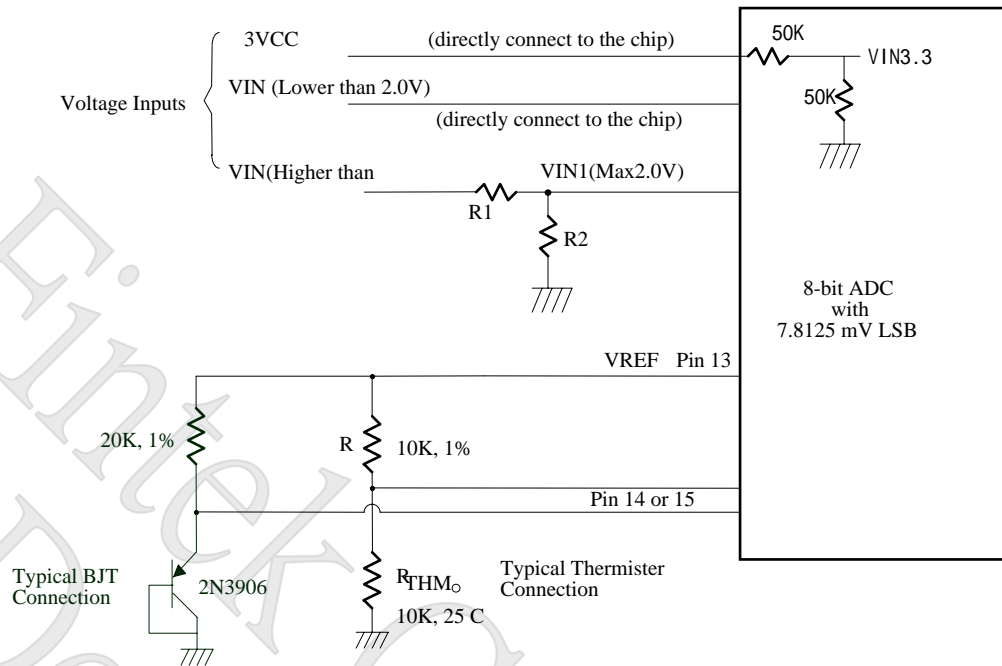 3VCC
(directly connect to the chip)
50K
VIN3.3
50K
VIN (Lower than 2.0V)
Voltage Inputs
(directly connect to the chip)
VIN(Higher than
VIN1(Max2.0V)
R1
R2
8-bit ADC
with
7.8125 mV LSB
VREF Pin 13
20K, 1%
R
10K, 1%
Pin 14 or 15
Typical BJT
Connection
2N3906
RTHM
10K, 25 C
Typical Thermister
Connection
Fintek